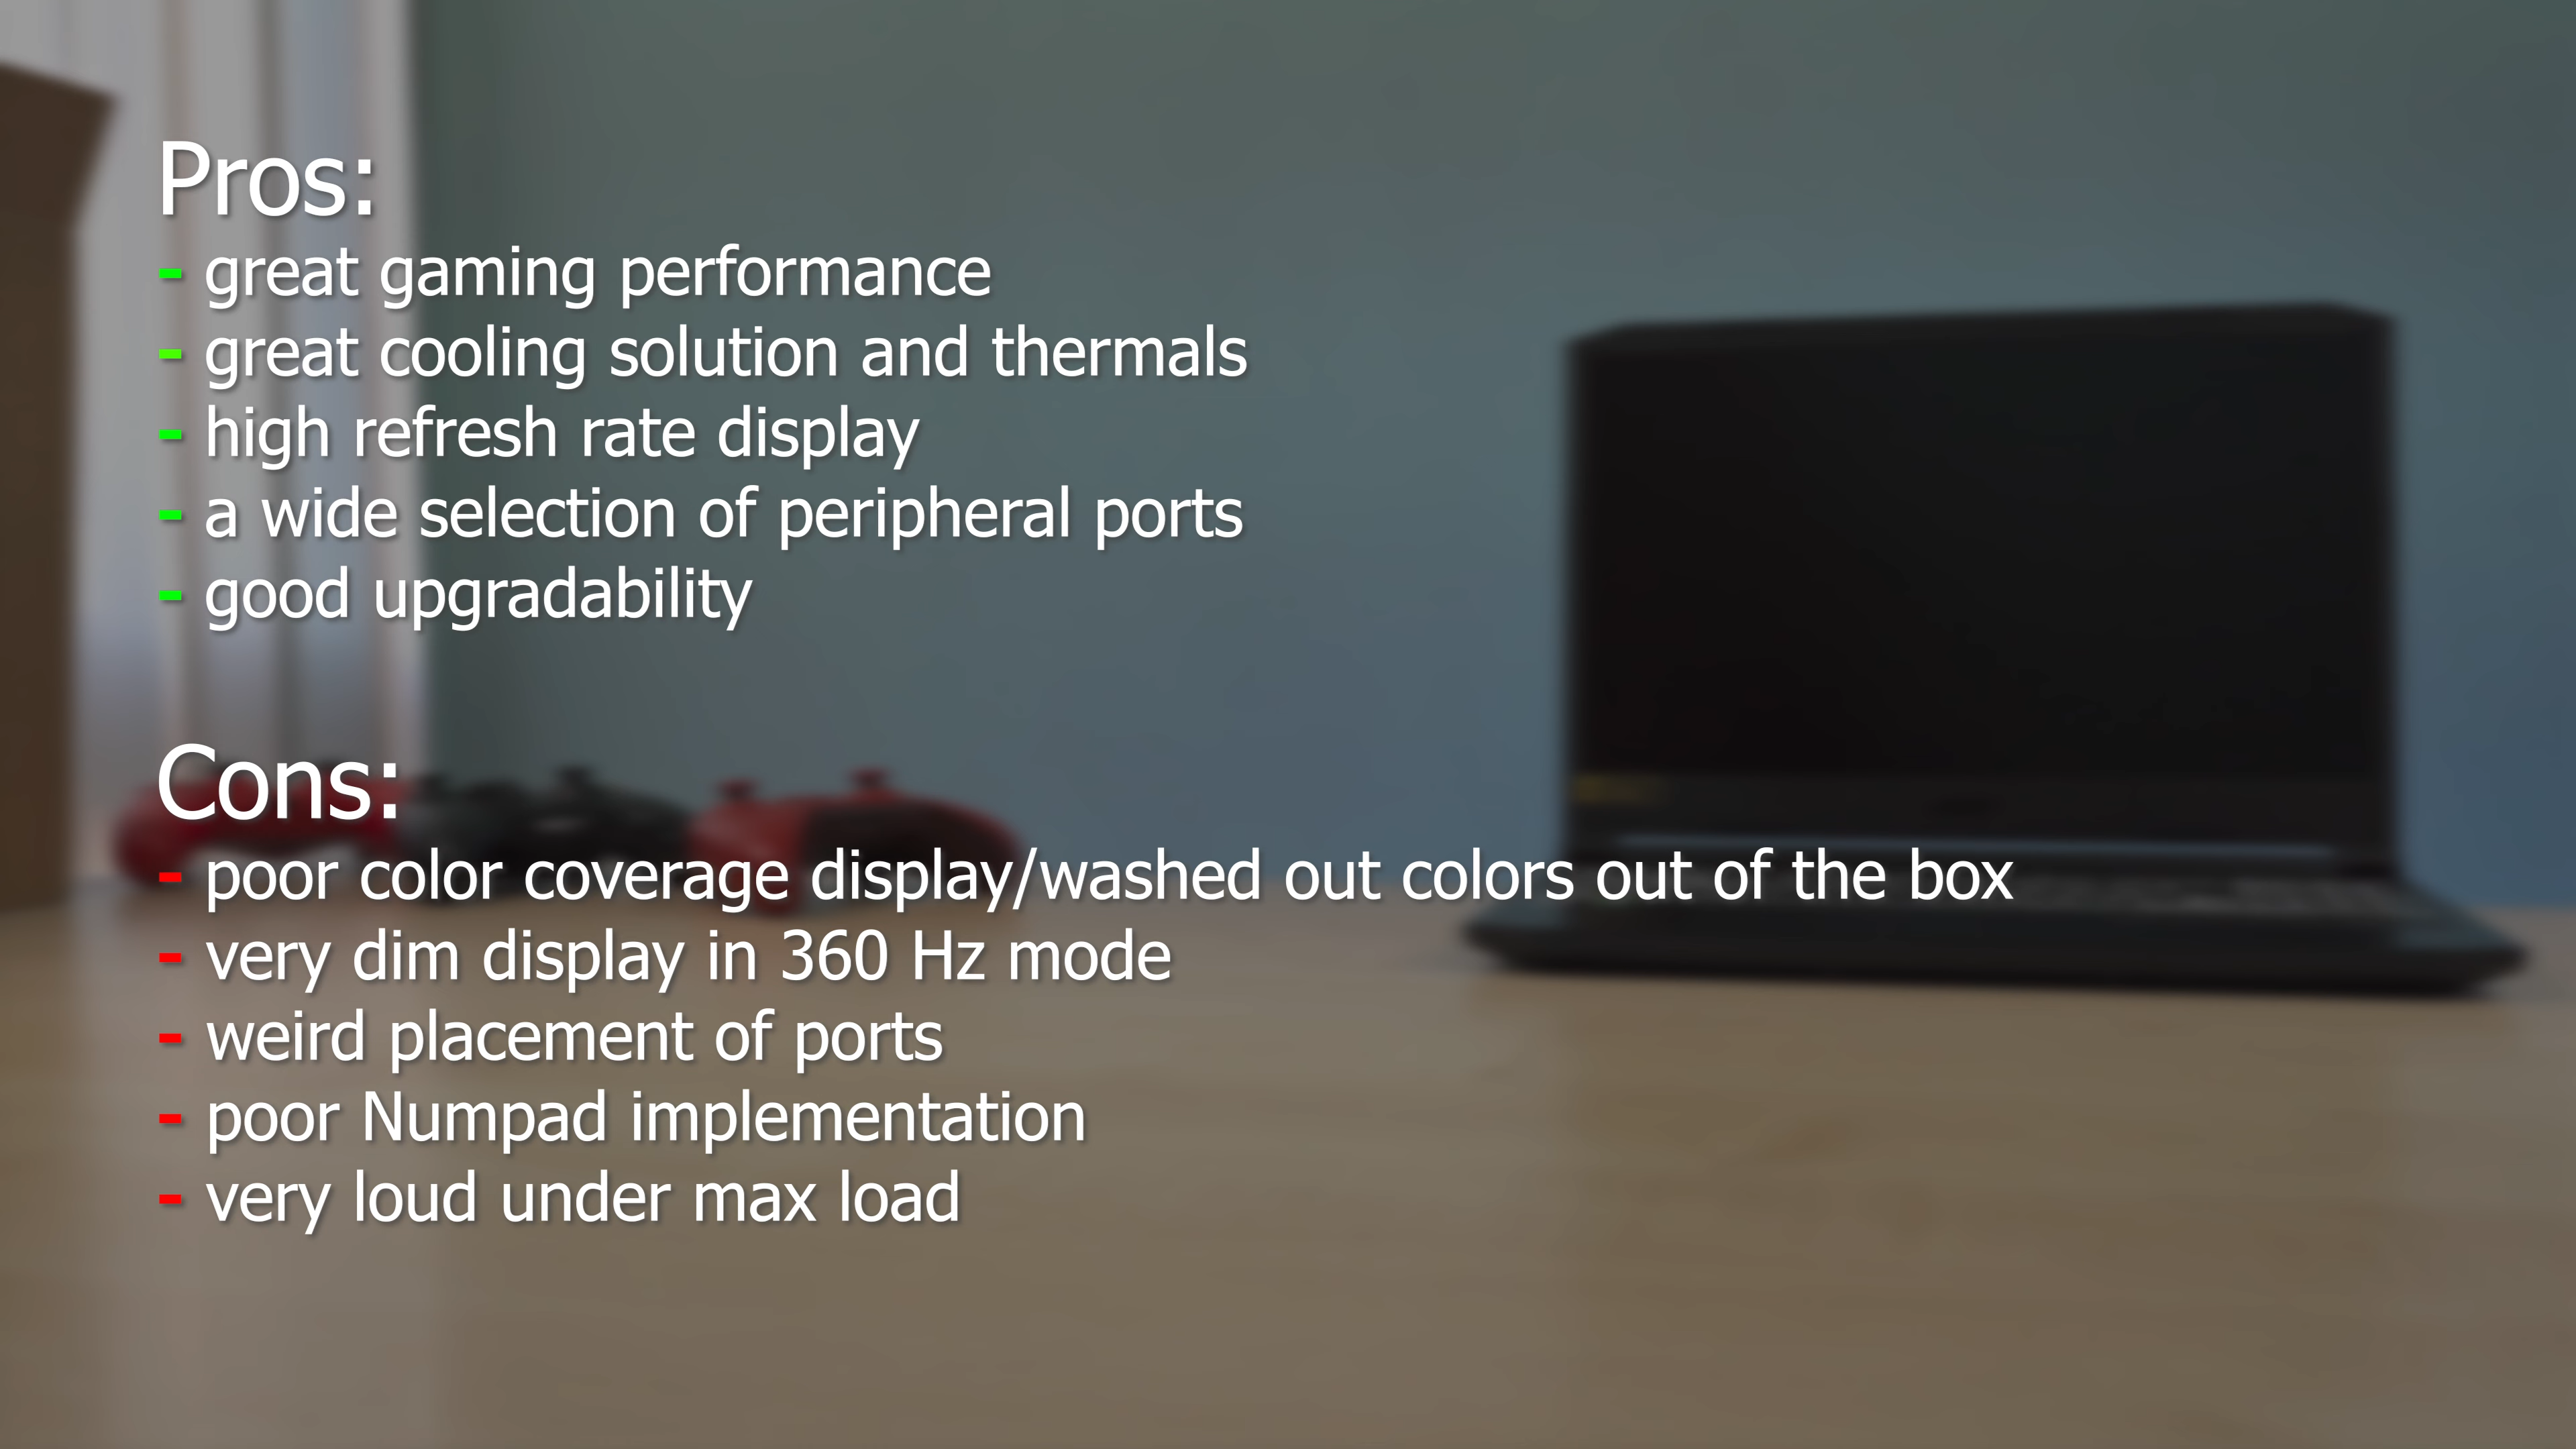 Pros:
- great gaming performance
- great cooling solution and thermals
- high refresh rate display
- a wide selection of peripheral ports
- good upgradability
Cons:
- poor color coverage display/washed out colors out of the box
- very dim display in 360 Hz mode
- weird placement of ports
- poor Numpad implementation
- very loud under max load